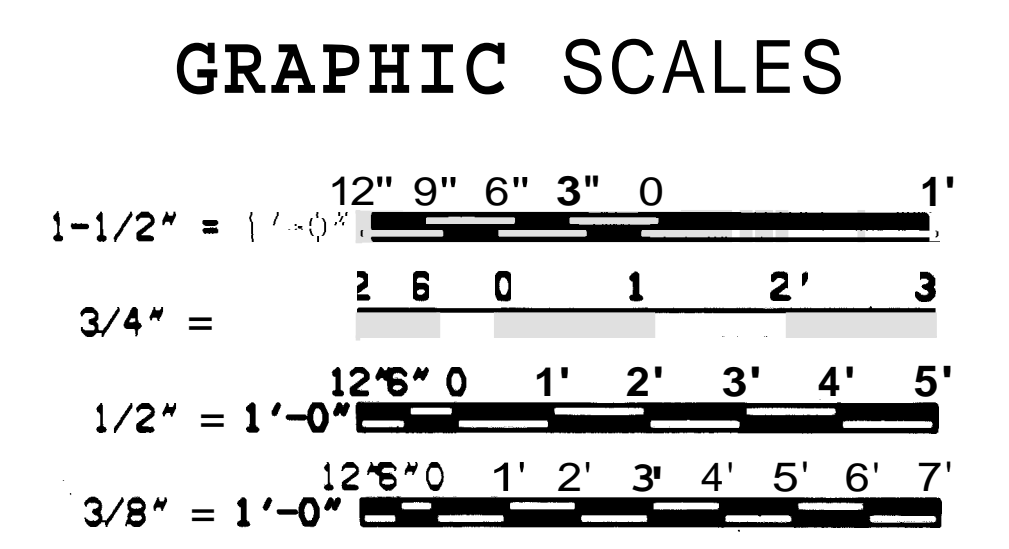 GRAPHIC SCALES
12" 9" 6" 3" 0 1'
1-1/2" = 1'-0"
2 6 0 1 2' 3
3/4" =
12" 6" 0 1' 2' 3' 4' 5'
1/2" = 1'-0"
12" 6" 0 1' 2' 3' 4' 5' 6' 7'
3/8" = 1'-0"